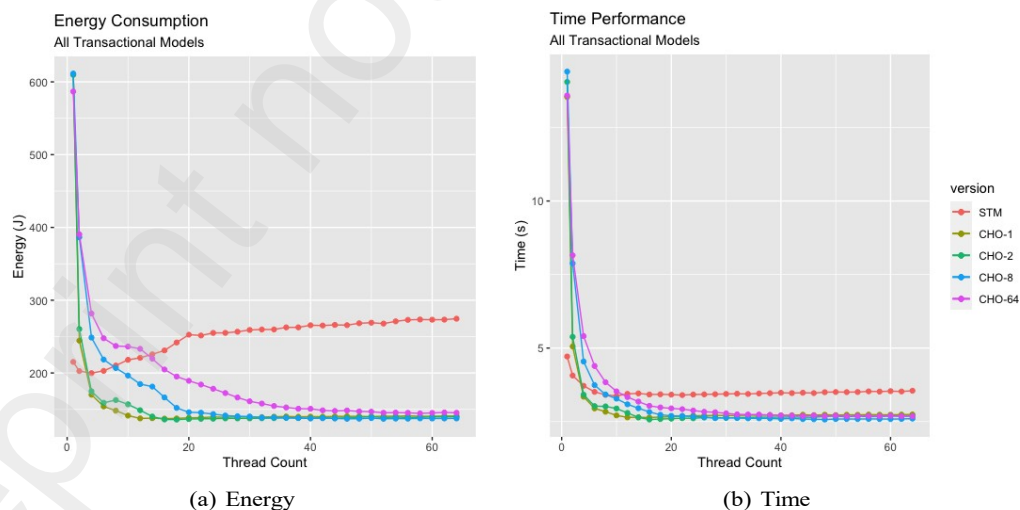 Energy Consumption
All Transactional Models
600
500
400
300
200
Energy (J)
0
20
40
60
Thread Count
(a) Energy
Time Performance
All Transactional Models
10
5
Time (s)
0
20
40
60
Thread Count
(b) Time
version
STM
CHO-1
CHO-2
CHO-8
CHO-64
print no